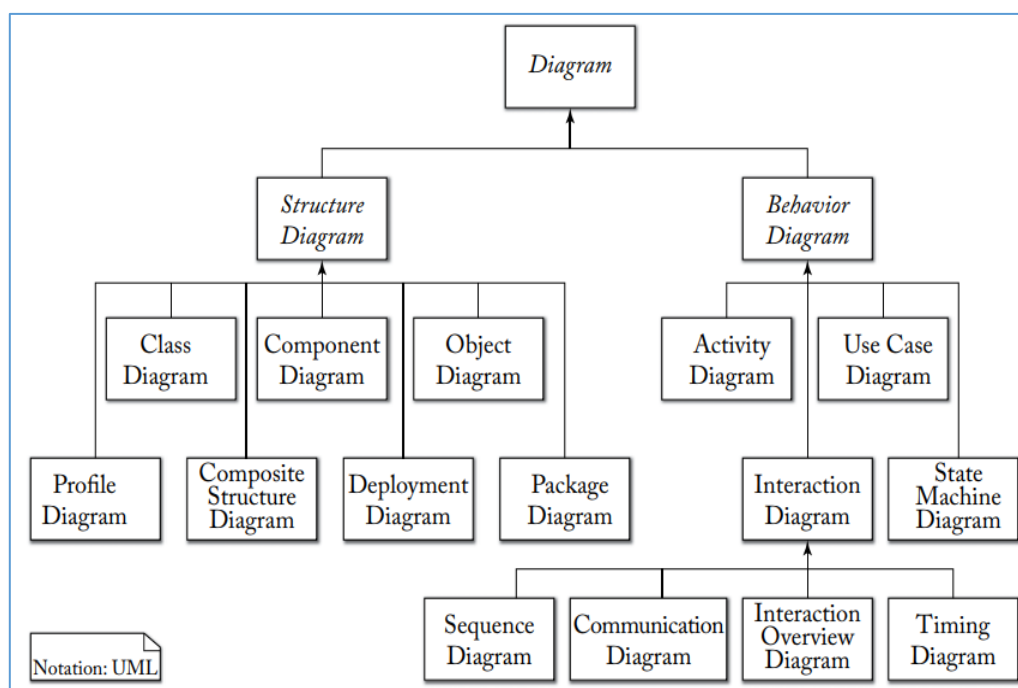 Diagram
Structure
Diagram
Behavior
Diagram
Class
Diagram
Component
Diagram
Object
Diagram
Activity
Diagram
Use Case
Diagram
Profile
Diagram
Composite
Structure
Diagram
Deployment
Diagram
Package
Diagram
Interaction
Diagram
State
Machine
Diagram
Sequence
Diagram
Communication
Diagram
Interaction
Overview
Diagram
Timing
Diagram
Notation: UML